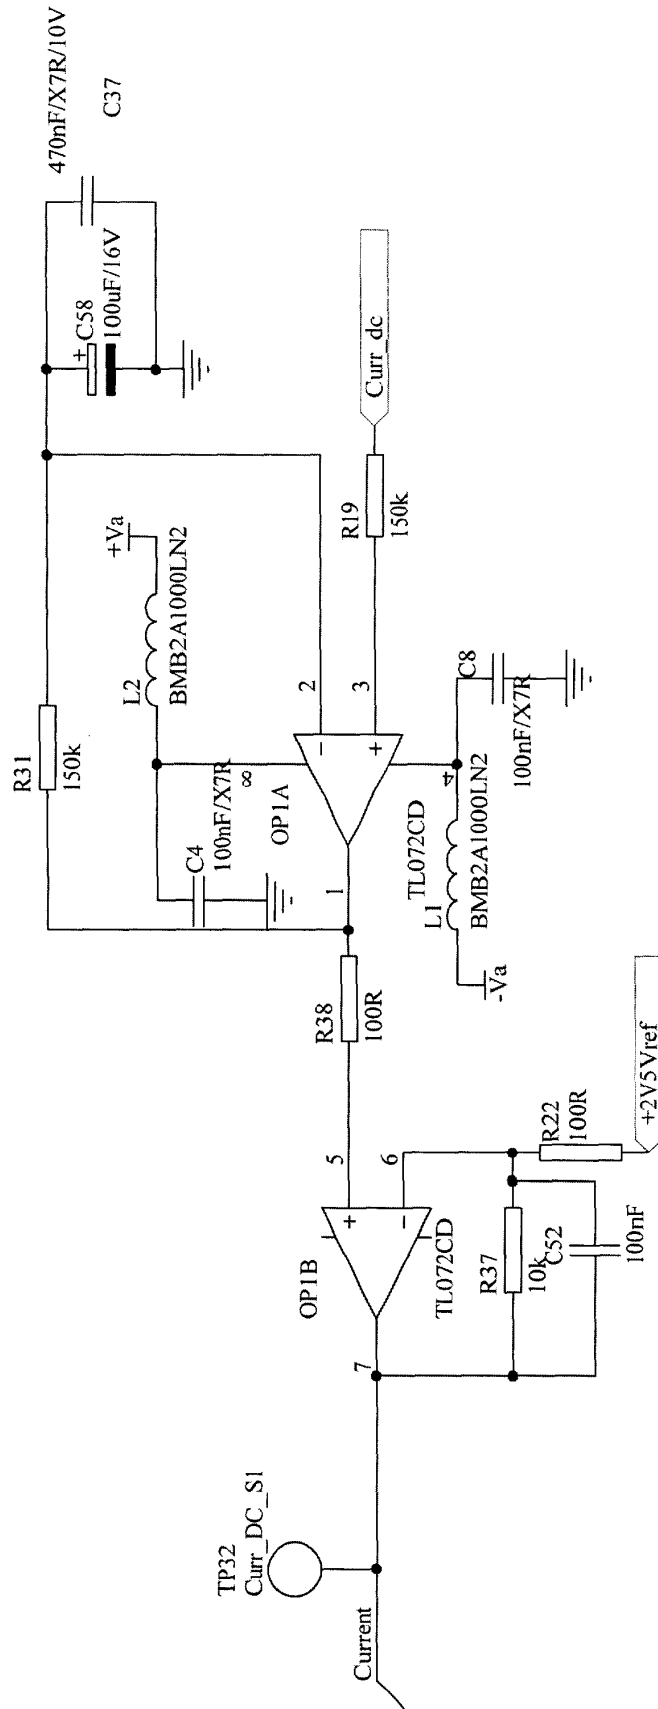 470nF/X7R/10V
C37
+
C58
100uF/16V
Curr_dc
R19
150k
+Va
L2
BMB2A1000LN2
R31
150k
2
3
-
+
C8
100nF/X7R
8
4
C4
100nF/X7R
OP1A
TL072CD
L1
BMB2A1000LN2
-Va
1
R38
100R
+2V5Vref
R22
100R
5
6
+
-
OP1B
TL072CD
R37
10k
C52
100nF
7
TP32
Curr_DC_S1
Current